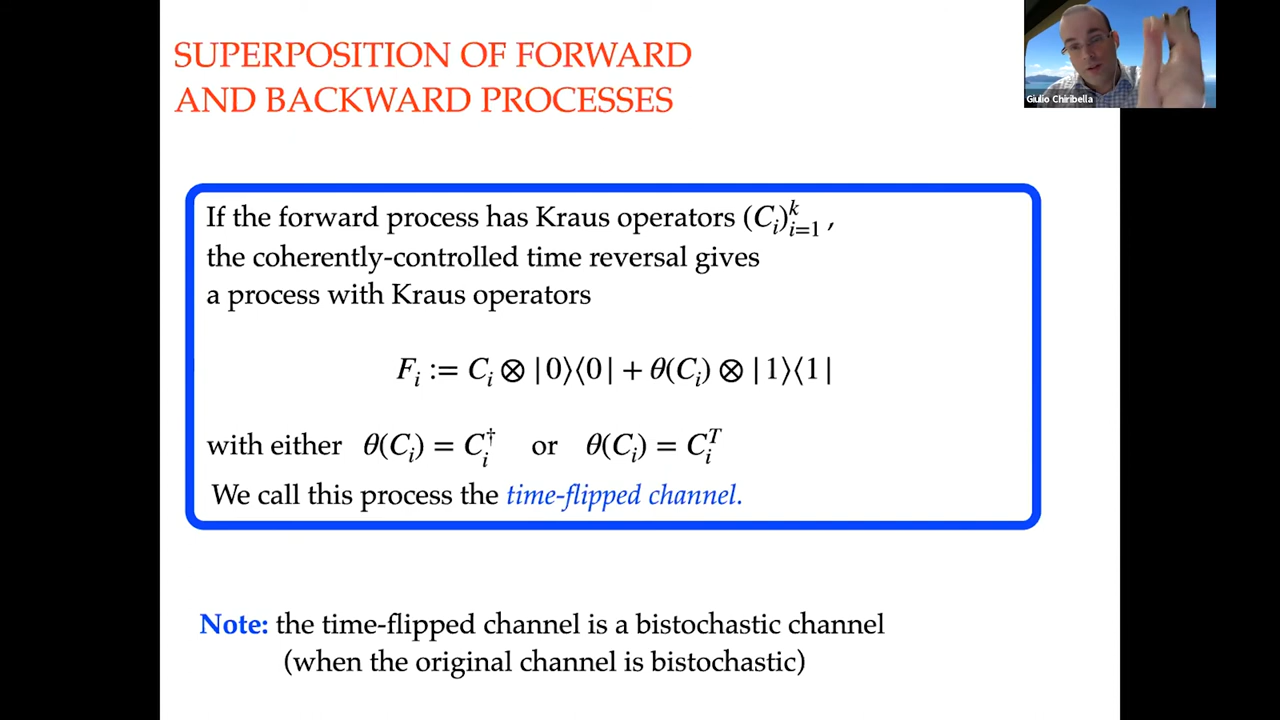 SUPERPOSITION OF FORWARD
AND BACKWARD PROCESSES
Giulio Chiribella
If the forward process has Kraus operators $(C_i)_{i=1}^{k}$ ,
the coherently-controlled time reversal gives
a process with Kraus operators
$F_i := C_i \otimes |0\rangle\langle 0| + \theta(C_i) \otimes |1\rangle\langle 1|$
with either $\theta(C_i) = C_i^{\dagger}$ or $\theta(C_i) = C_i^{T}$
We call this process the time-flipped channel.
Note: the time-flipped channel is a bistochastic channel
(when the original channel is bistochastic)